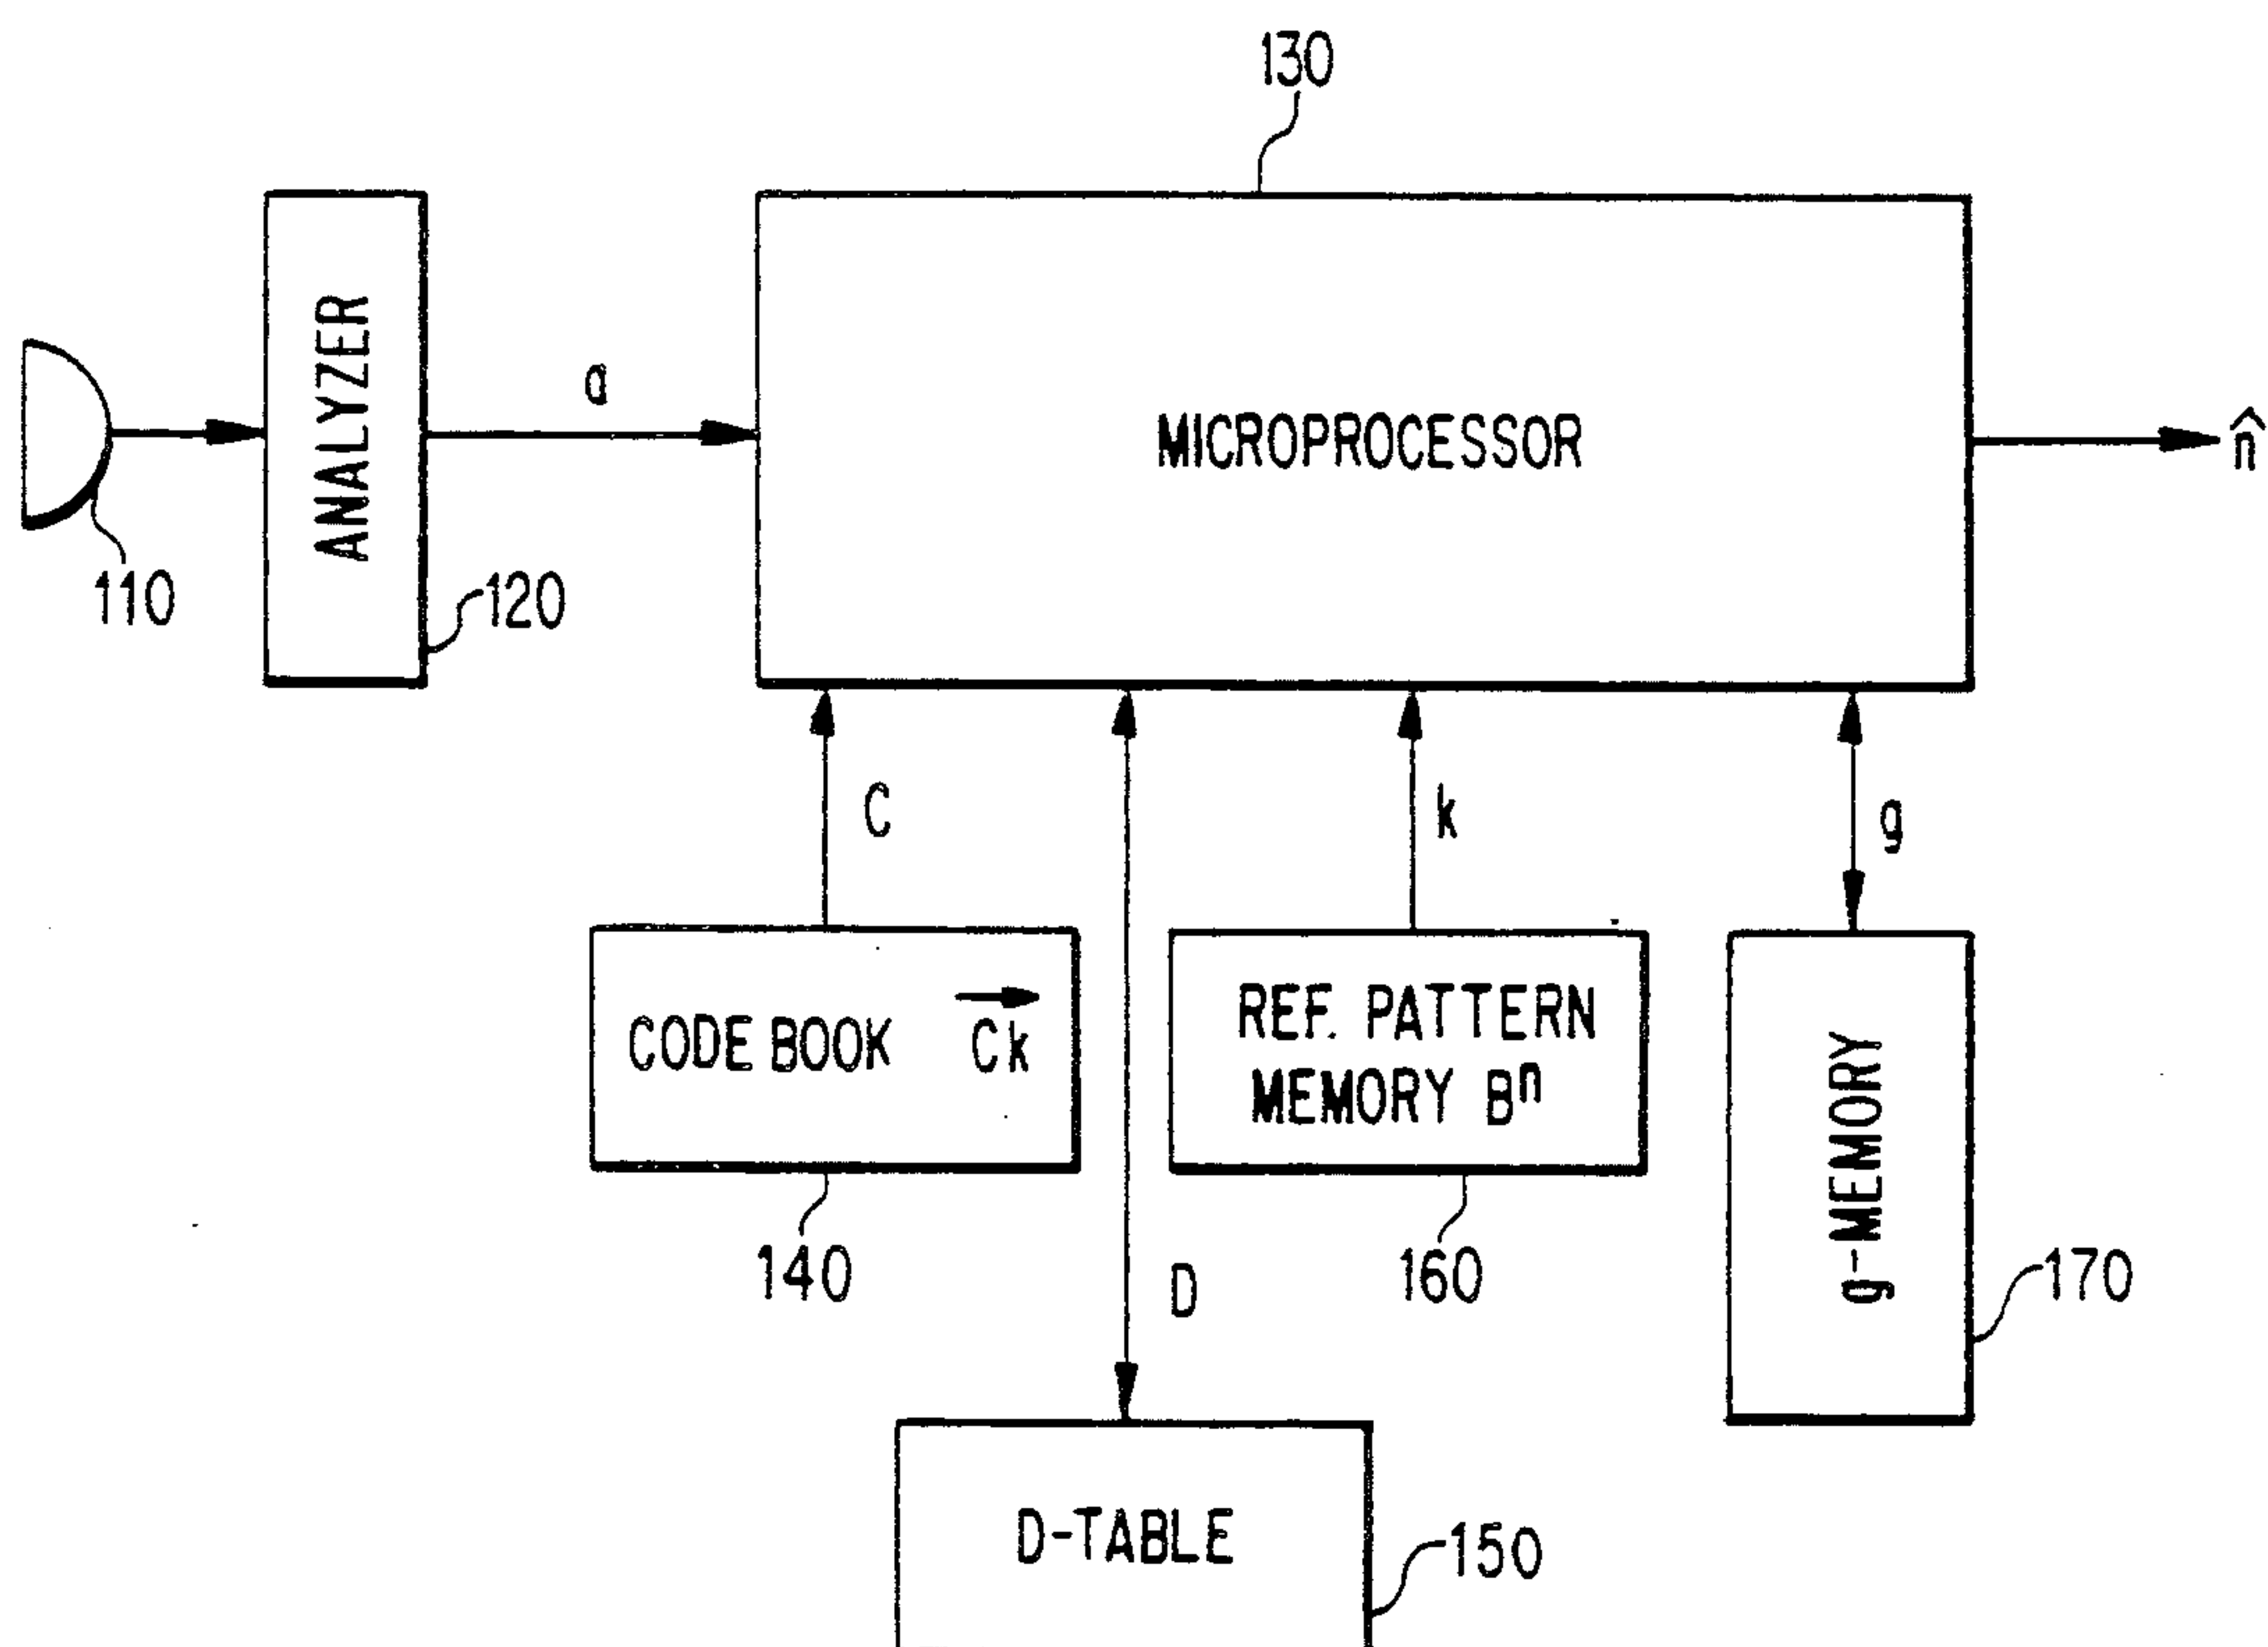 130
ANALYZER
a
MICROPROCESSOR
n̂
110
120
C
k
g
CODE BOOK C⃗k
REF. PATTERN
MEMORY Bⁿ
g-MEMORY
140
D
160
170
D-TABLE
150